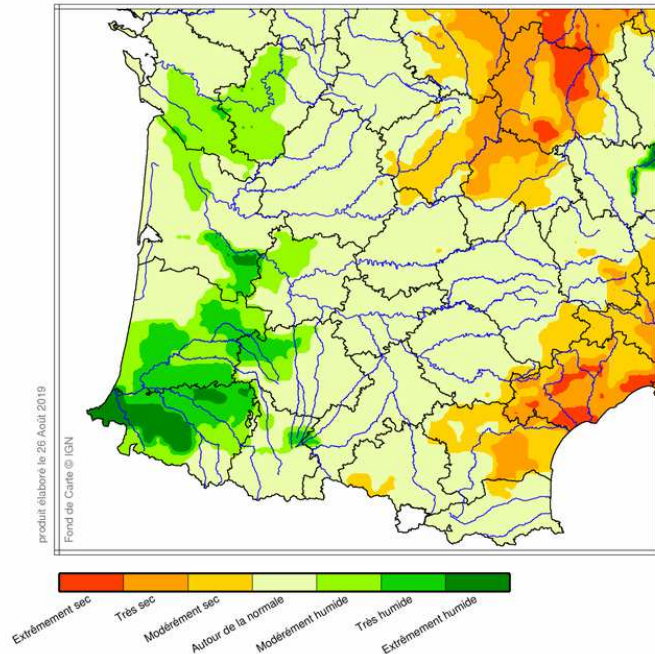 produit élaboré le 26 Août 2019
Fond de Carte © IGN
Extrêmement sec
Très sec
Modérément sec
Autour de la normale
Modérément humide
Très humide
Extrêmement humide